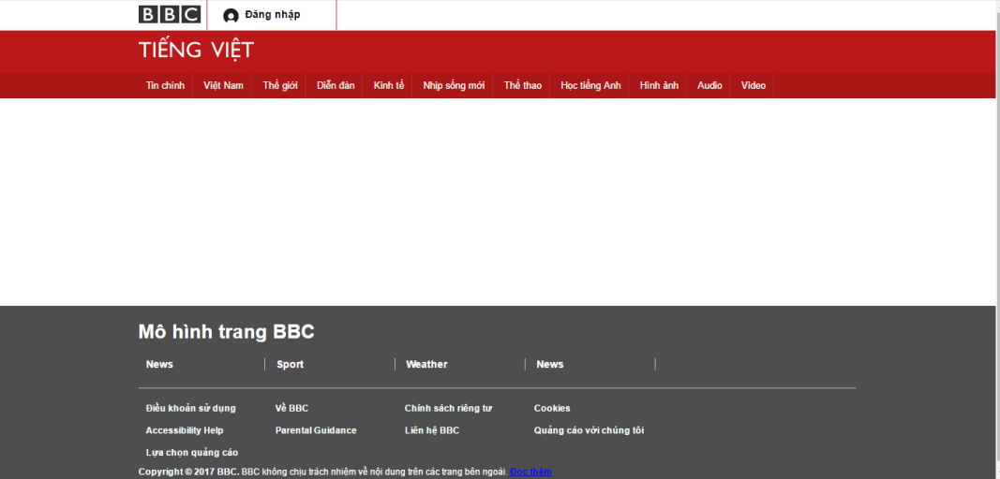 BBC Đăng nhập
TIẾNG VIỆT
Tin chính Việt Nam Thế giới Diễn đàn Kinh tế Nhịp sống mới Thể thao Học tiếng Anh Hình ảnh Audio Video
Mô hình trang BBC
News Sport Weather News
Điều khoản sử dụng Về BBC Chính sách riêng tư Cookies
Accessibility Help Parental Guidance Liên hệ BBC Quảng cáo với chúng tôi
Lựa chọn quảng cáo
Copyright © 2017 BBC. BBC không chịu trách nhiệm về nội dung trên các trang bên ngoài. Đọc thêm